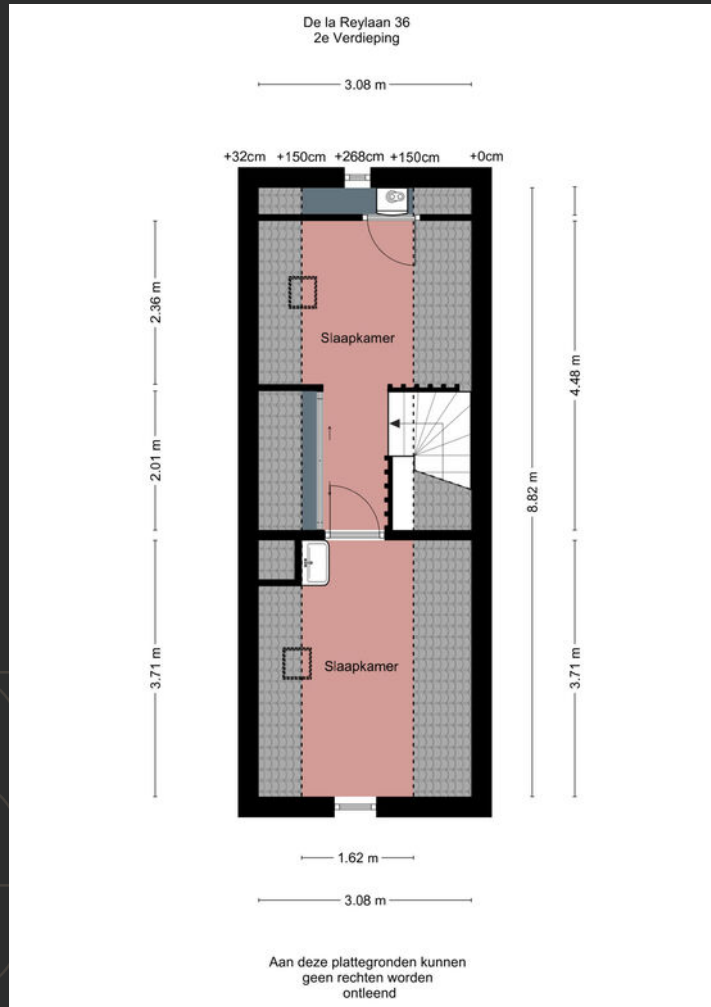 De la Reylaan 36
2e Verdieping
3.08 m
+32cm +150cm +268cm +150cm +0cm
2.36 m
Slaapkamer
4.48 m
2.01 m
8.82 m
3.71 m
Slaapkamer
3.71 m
1.62 m
3.08 m
Aan deze plattegronden kunnen
geen rechten worden
ontleend